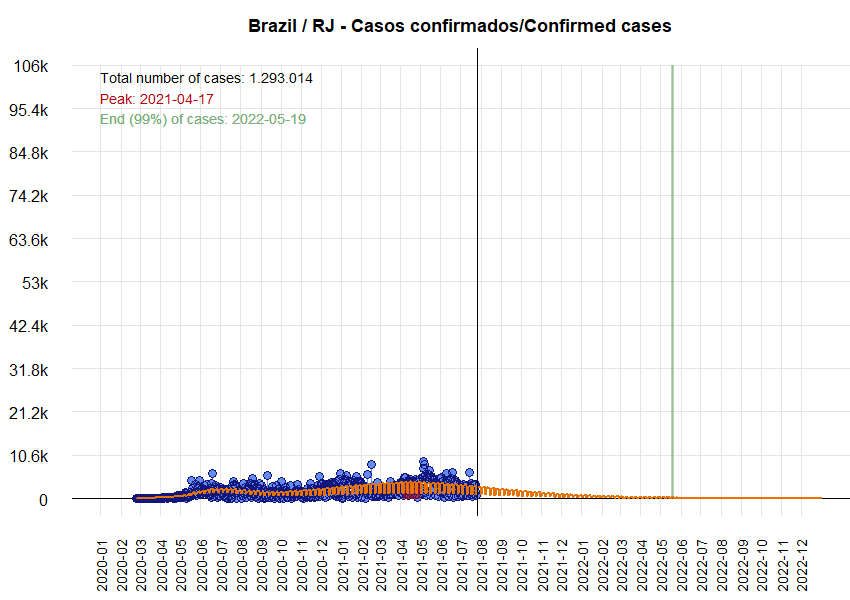 Brazil / RJ - Casos confirmados/Confirmed cases
106k
95.4k
84.8k
74.2k
63.6k
53k
42.4k
31.8k
21.2k
10.6k
0
Total number of cases: 1.293.014
Peak: 2021-04-17
End (99%) of cases: 2022-05-19
2020-01
2020-02
2020-03
2020-04
2020-05
2020-06
2020-07
2020-08
2020-09
2020-10
2020-11
2020-12
2021-01
2021-02
2021-03
2021-04
2021-05
2021-06
2021-07
2021-08
2021-09
2021-10
2021-11
2021-12
2022-01
2022-02
2022-03
2022-04
2022-05
2022-06
2022-07
2022-08
2022-09
2022-10
2022-11
2022-12